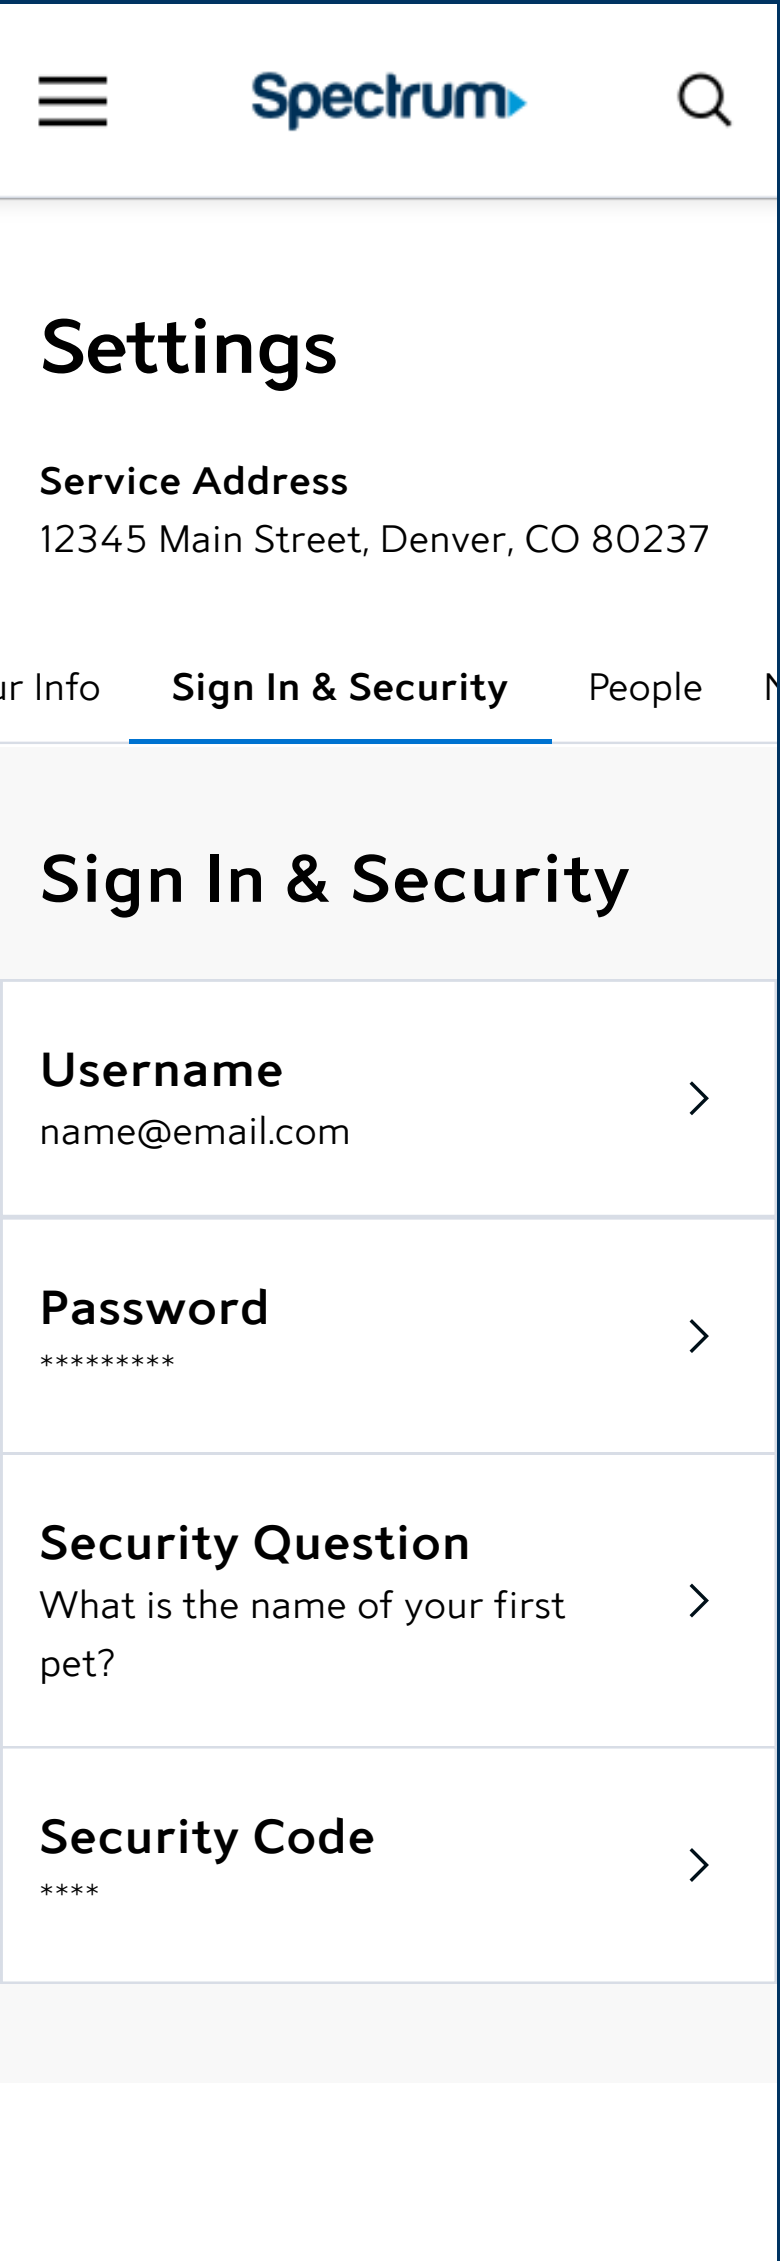 Spectrum
Settings
Service Address
12345 Main Street, Denver, CO 80237
ur Info Sign In & Security People N
Sign In & Security
Username
name@email.com
Password
*********
Security Question
What is the name of your first
pet?
Security Code
****